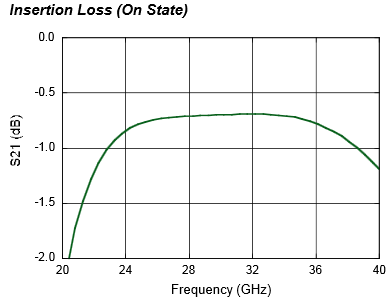 Insertion Loss (On State)
0.0
-0.5
-1.0
-1.5
-2.0
S21 (dB)
20 24 28 32 36 40
Frequency (GHz)